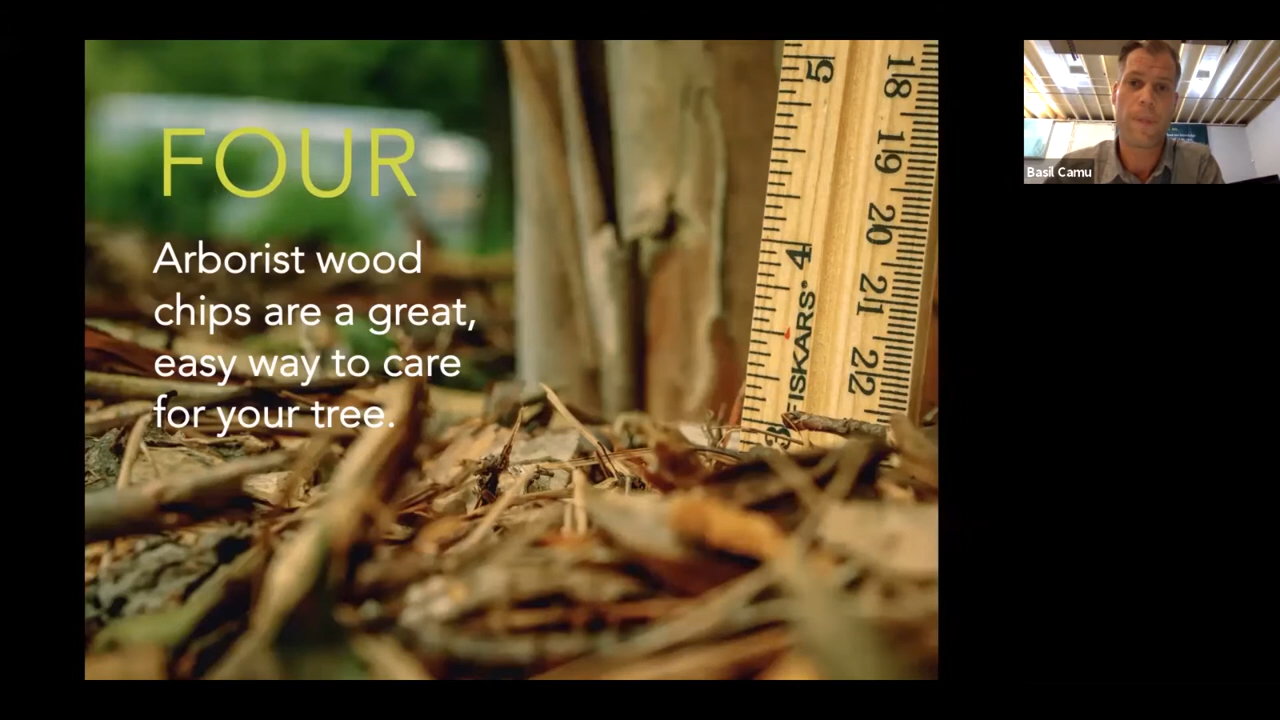 FOUR
Arborist wood
chips are a great,
easy way to care
for your tree.
5
4
3
FISKARS®
18
19
20
21
22
Basil Camu